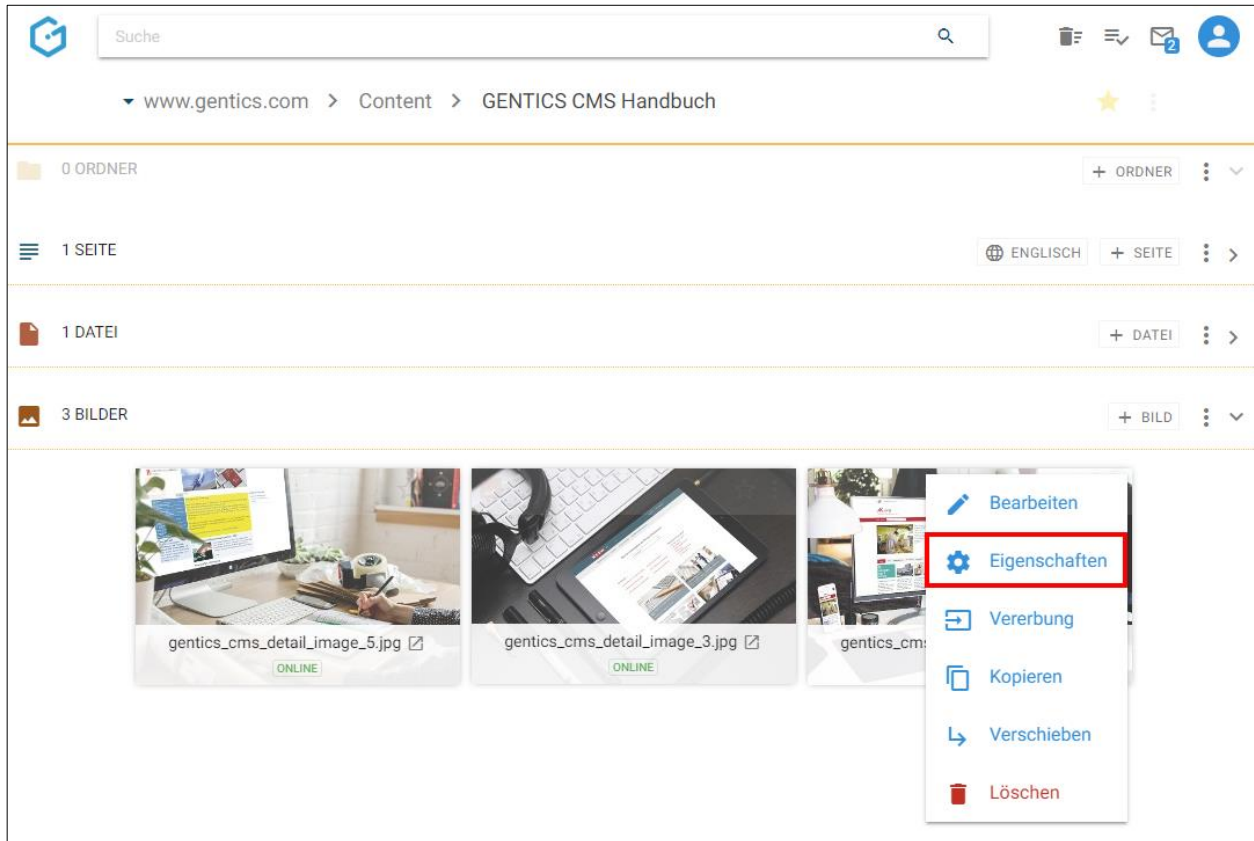 Suche
2
www.gentics.com > Content > GENTICS CMS Handbuch
0 ORDNER
+ ORDNER
1 SEITE
ENGLISCH
+ SEITE
1 DATEI
+ DATEI
3 BILDER
+ BILD
gentics_cms_detail_image_5.jpg
ONLINE
gentics_cms_detail_image_3.jpg
ONLINE
Bearbeiten
Eigenschaften
Vererbung
Kopieren
Verschieben
Löschen